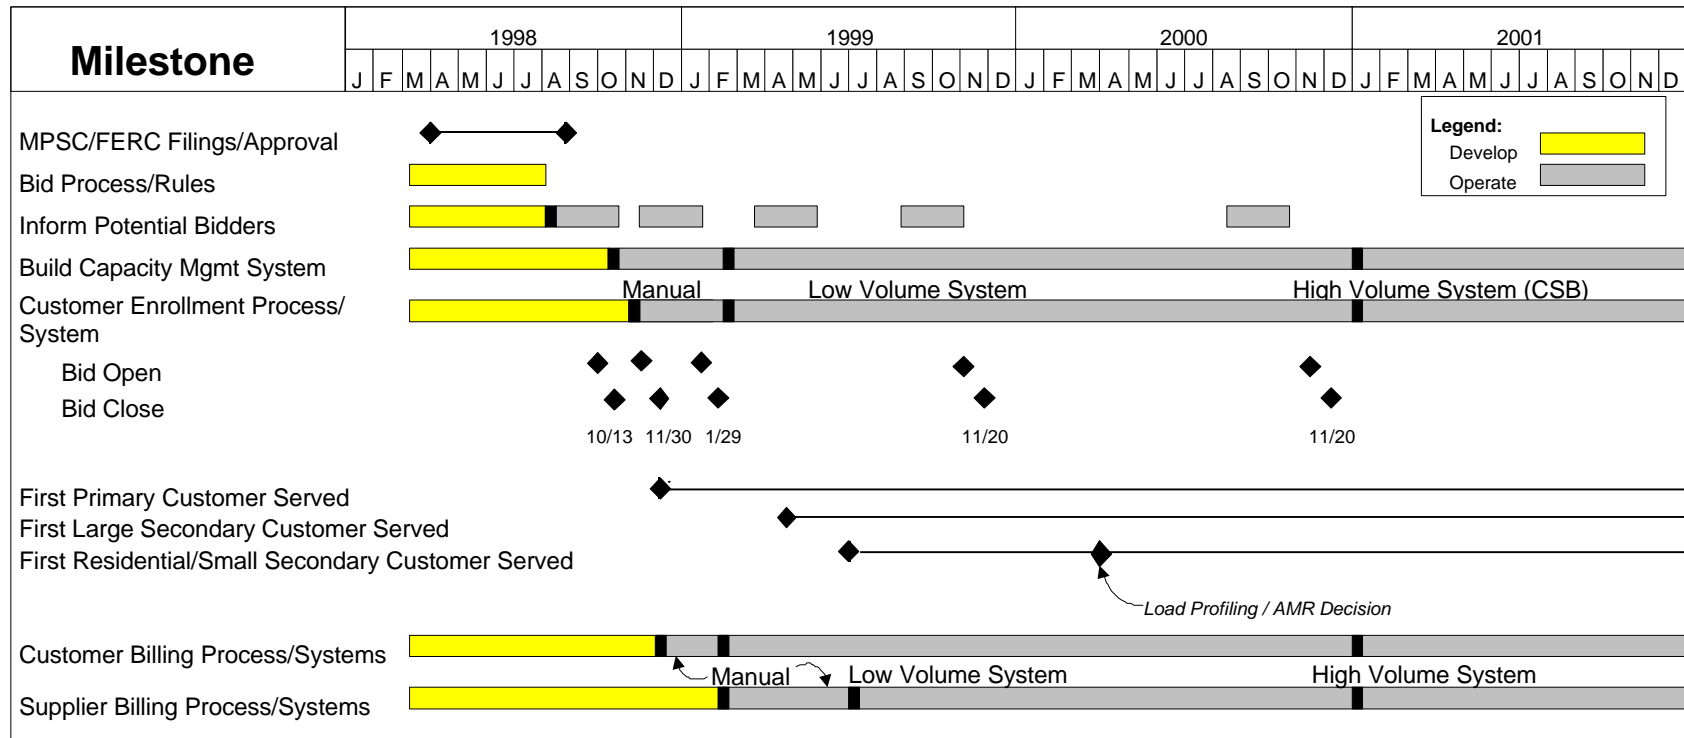 Milestone
1998 1999 2000 2001
J F M A M J J A S O N D J F M A M J J A S O N D J F M A M J J A S O N D J F M A M J J A S O N D
Legend:
Develop
Operate
MPSC/FERC Filings/Approval
Bid Process/Rules
Inform Potential Bidders
Build Capacity Mgmt System
Manual Low Volume System High Volume System (CSB)
Customer Enrollment Process/
System
Bid Open
Bid Close
10/13 11/30 1/29 11/20 11/20
First Primary Customer Served
First Large Secondary Customer Served
First Residential/Small Secondary Customer Served
Load Profiling / AMR Decision
Customer Billing Process/Systems
Manual Low Volume System High Volume System
Supplier Billing Process/Systems